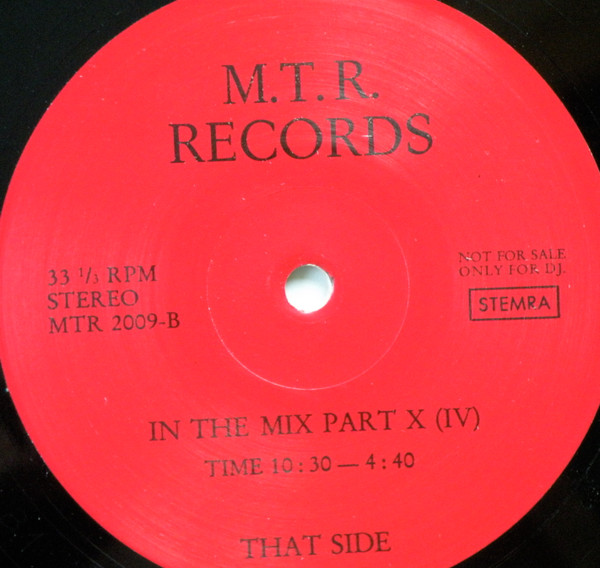 M.T.R.
RECORDS
33 1/3 RPM
STEREO
MTR 2009-B
NOT FOR SALE
ONLY FOR D.J.
STEMRA
IN THE MIX PART X (IV)
TIME 10:30 — 4:40
THAT SIDE